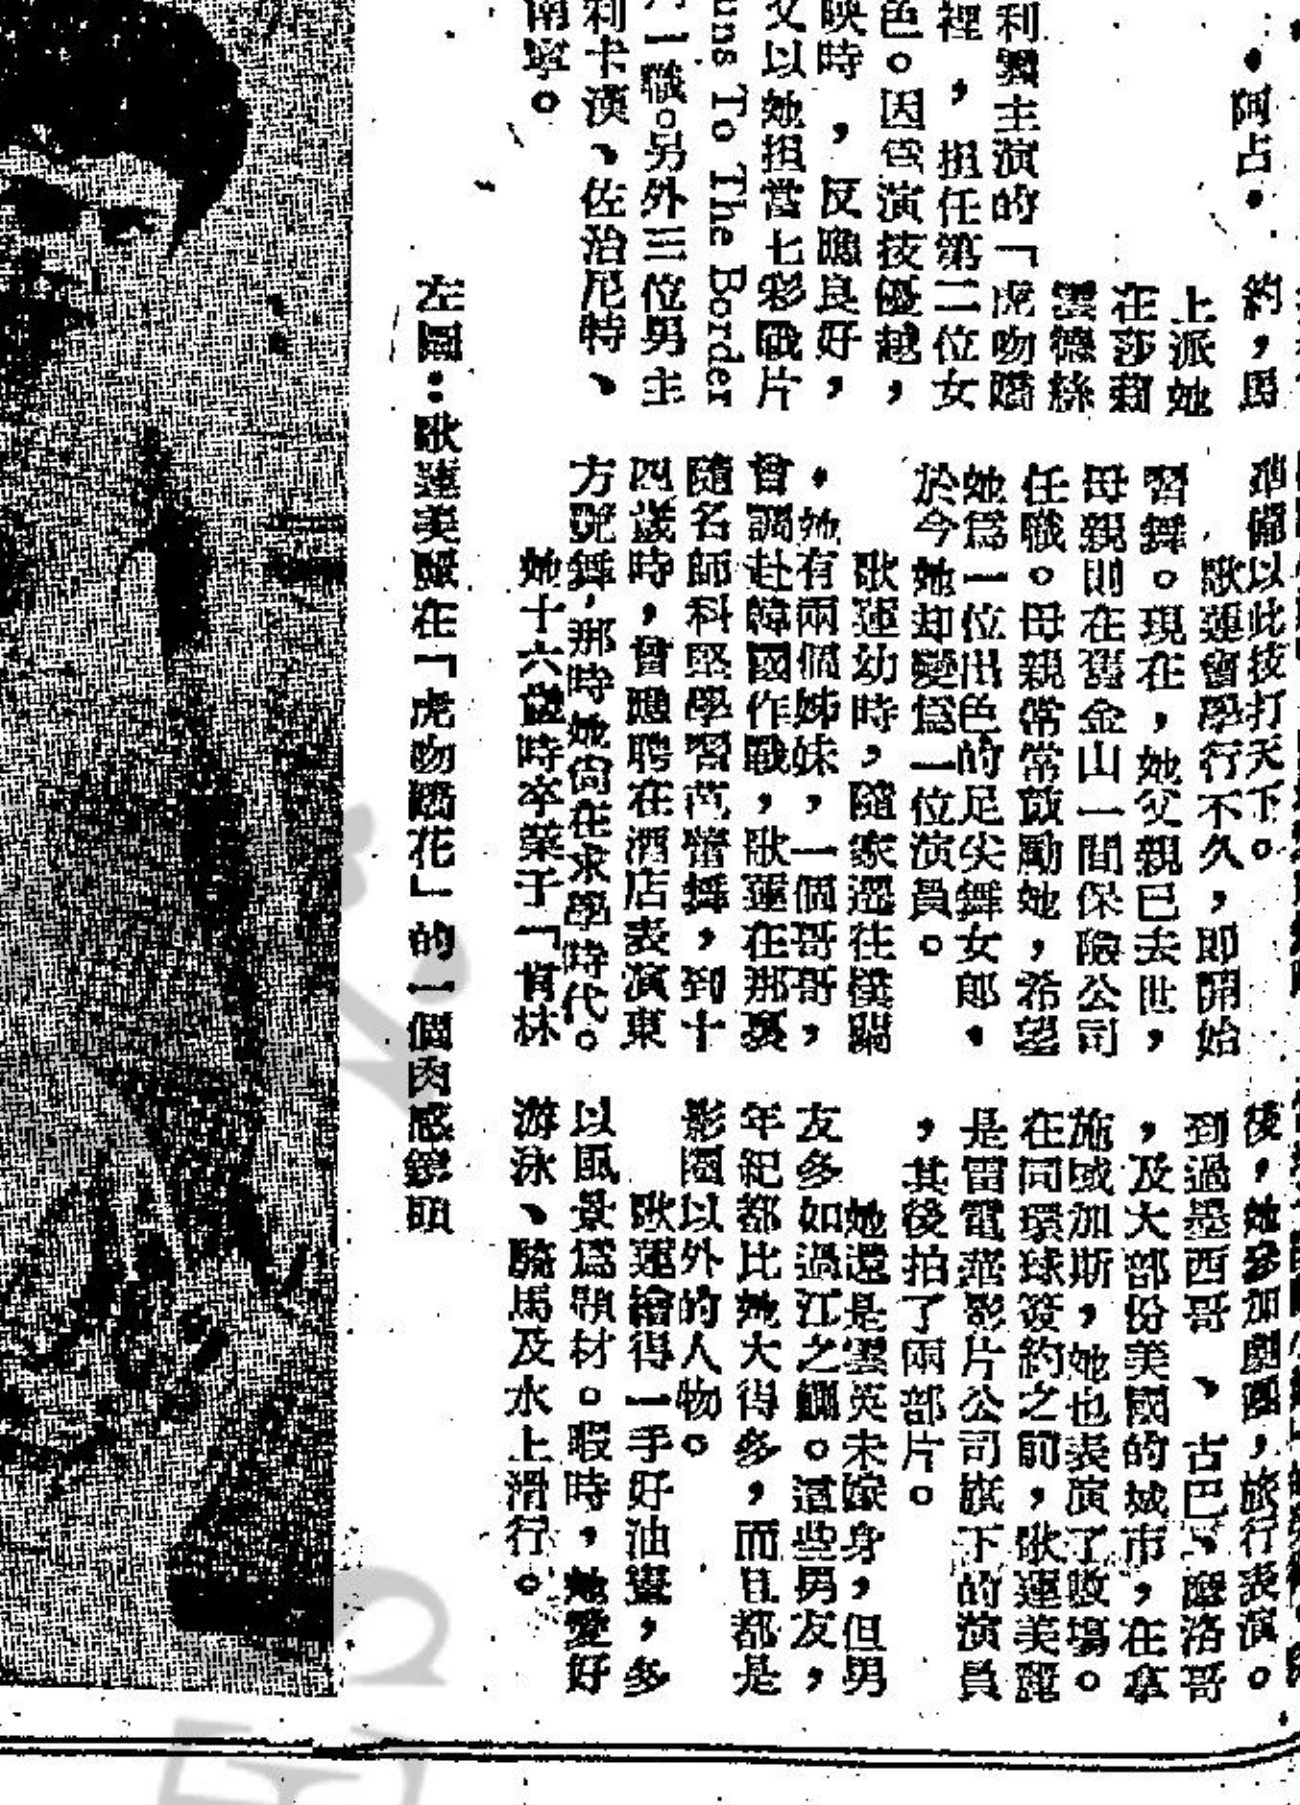 ・阿占・
約，馬
上派她
在莎莉
雲德絲
利舞主演的「虎吻嬌
裡，担任第二位女
色。因爲演技優越，
映時，反應良好，
又以她担當七彩戰片
uns To The Border
一職。另外三位男主
利卡漢、佐治尼特、
南寧。
準備以此技打天下。
歌蓮會學行不久，即開始
習舞。現在，她父親已去世，
母親則在舊金山一間保險公司
任職。母親常常鼓勵她，希望
她爲一位出色的足尖舞女郎，
於今她却變爲一位演員。
歌蓮幼時，隨家遷往
，她有兩個姊妹，一個哥哥，
曾調赴韓國作戰，歌蓮在那裏
隨名師科堅學習芭蕾舞，到十
四歲時，曾應聘在酒店表演東
方艷舞，那時她尚在求學時代。
她十六歲時卒業于「肯林
後，她參加劇團，旅行表演。
到過墨西哥、古巴、摩洛哥
，及大部份美國的城市，在拿
施域加斯，她也表演了數塲。
在同環球簽約之前，歌蓮美麗
是雷電華影片公司旗下的演員
，其後拍了兩部片。
她還是雲英未嫁身，但男
友多如過江之鯽。這些男友，
年紀都比她大得多，而且都是
影圈以外的人物。
歌蓮繪得一手好油畫，多
以風景爲題材。暇時，她愛好
游泳、騎馬及水上滑行。
左圖：歌蓮美麗在「虎吻嬌花」的一個肉感鏡頭